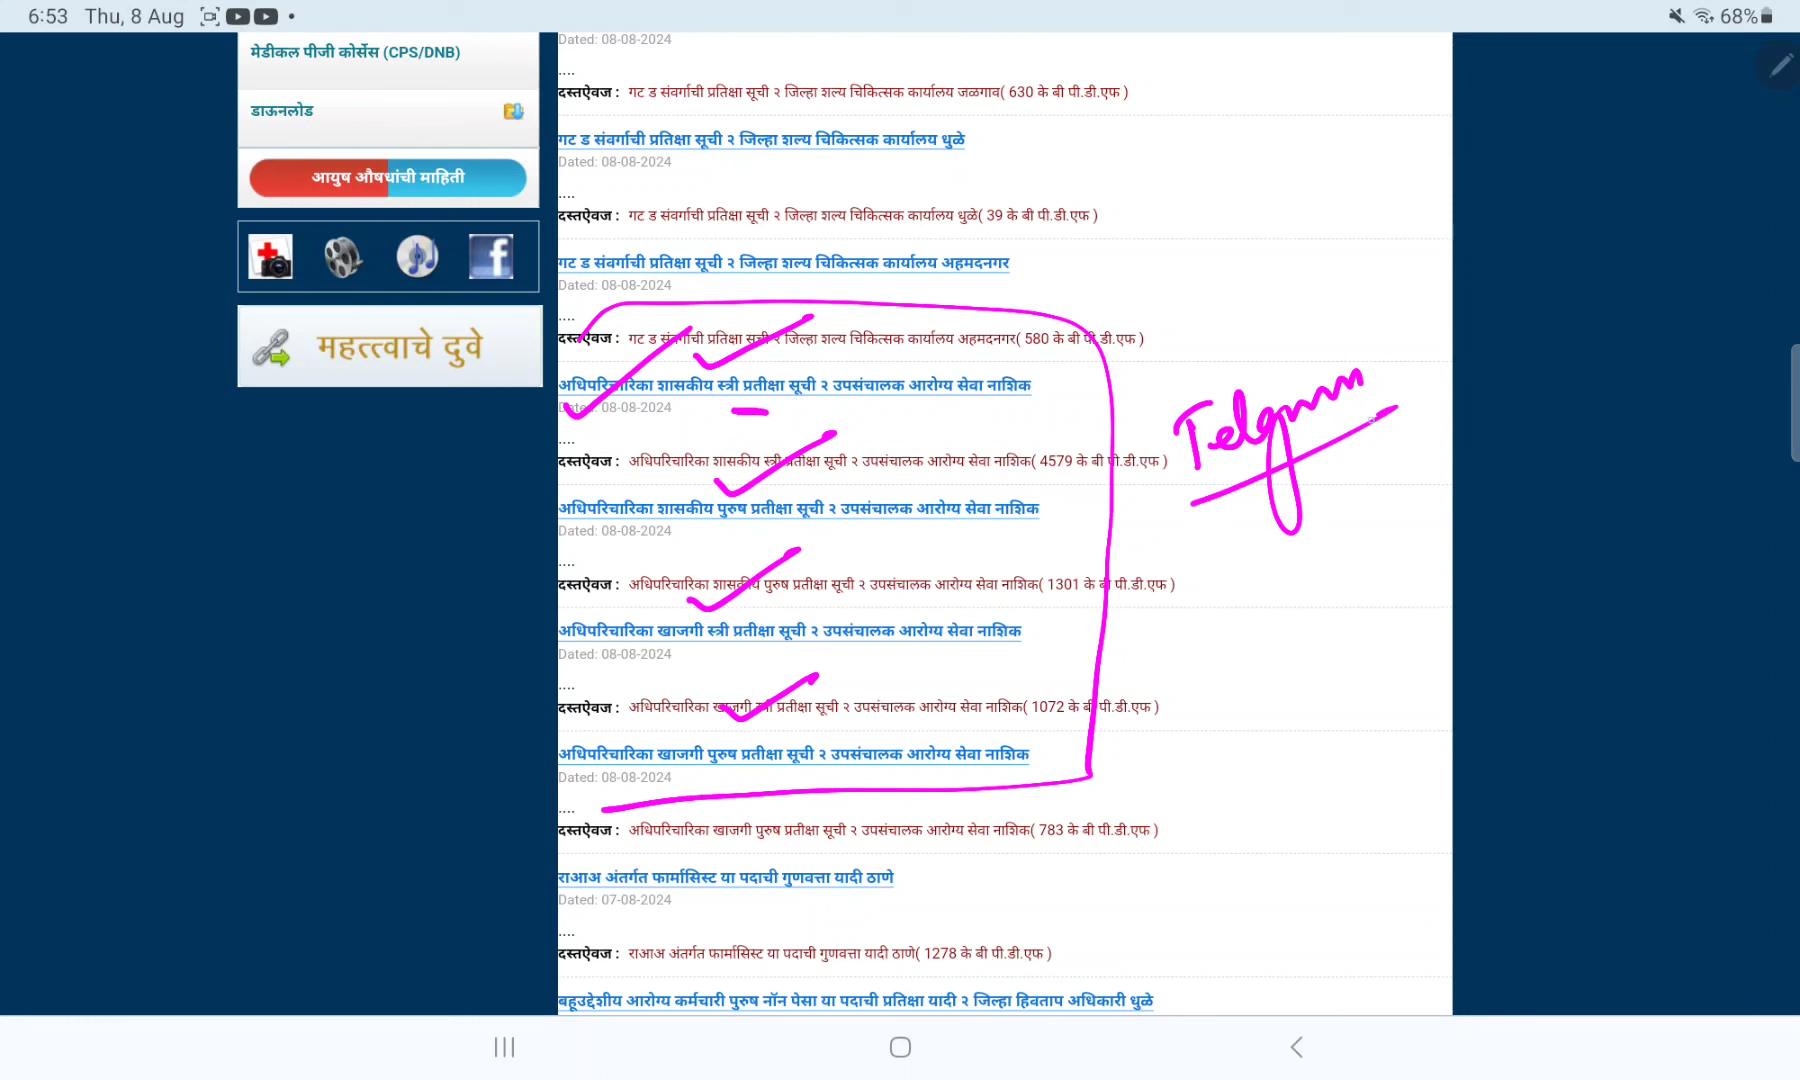 6:53 Thu, 8 Aug
68%
मेडीकल पीजी कोर्सेस (CPS/DNB)
डाऊनलोड
आयुष औषधांची माहिती
महत्त्वाचे दुवे
Dated: 08-08-2024
....
दस्तऐवज : गट ड संवर्गाची प्रतिक्षा सूची २ जिल्हा शल्य चिकित्सक कार्यालय जळगाव( 630 के बी पी.डी.एफ )
गट ड संवर्गाची प्रतिक्षा सूची २ जिल्हा शल्य चिकित्सक कार्यालय धुळे
Dated: 08-08-2024
....
दस्तऐवज : गट ड संवर्गाची प्रतिक्षा सूची २ जिल्हा शल्य चिकित्सक कार्यालय धुळे( 39 के बी पी.डी.एफ )
गट ड संवर्गाची प्रतिक्षा सूची २ जिल्हा शल्य चिकित्सक कार्यालय अहमदनगर
Dated: 08-08-2024
....
दस्तऐवज : गट ड संवर्गाची प्रतिक्षा सूची २ जिल्हा शल्य चिकित्सक कार्यालय अहमदनगर( 580 के बी पी.डी.एफ )
अधिपरिचारिका शासकीय स्त्री प्रतीक्षा सूची २ उपसंचालक आरोग्य सेवा नाशिक
Dated: 08-08-2024
....
दस्तऐवज : अधिपरिचारिका शासकीय स्त्री प्रतीक्षा सूची २ उपसंचालक आरोग्य सेवा नाशिक( 4579 के बी पी.डी.एफ )
अधिपरिचारिका शासकीय पुरुष प्रतीक्षा सूची २ उपसंचालक आरोग्य सेवा नाशिक
Dated: 08-08-2024
....
दस्तऐवज : अधिपरिचारिका शासकीय पुरुष प्रतीक्षा सूची २ उपसंचालक आरोग्य सेवा नाशिक( 1301 के बी पी.डी.एफ )
अधिपरिचारिका खाजगी स्त्री प्रतीक्षा सूची २ उपसंचालक आरोग्य सेवा नाशिक
Dated: 08-08-2024
....
दस्तऐवज : अधिपरिचारिका खाजगी स्त्री प्रतीक्षा सूची २ उपसंचालक आरोग्य सेवा नाशिक( 1072 के बी पी.डी.एफ )
अधिपरिचारिका खाजगी पुरुष प्रतीक्षा सूची २ उपसंचालक आरोग्य सेवा नाशिक
Dated: 08-08-2024
....
दस्तऐवज : अधिपरिचारिका खाजगी पुरुष प्रतीक्षा सूची २ उपसंचालक आरोग्य सेवा नाशिक( 783 के बी पी.डी.एफ )
राआअ अंतर्गत फार्मासिस्ट या पदाची गुणवत्ता यादी ठाणे
Dated: 07-08-2024
....
दस्तऐवज : राआअ अंतर्गत फार्मासिस्ट या पदाची गुणवत्ता यादी ठाणे( 1278 के बी पी.डी.एफ )
बहूउद्देशीय आरोग्य कर्मचारी पुरुष नॉन पेसा या पदाची प्रतिक्षा यादी २ जिल्हा हिवताप अधिकारी धुळे